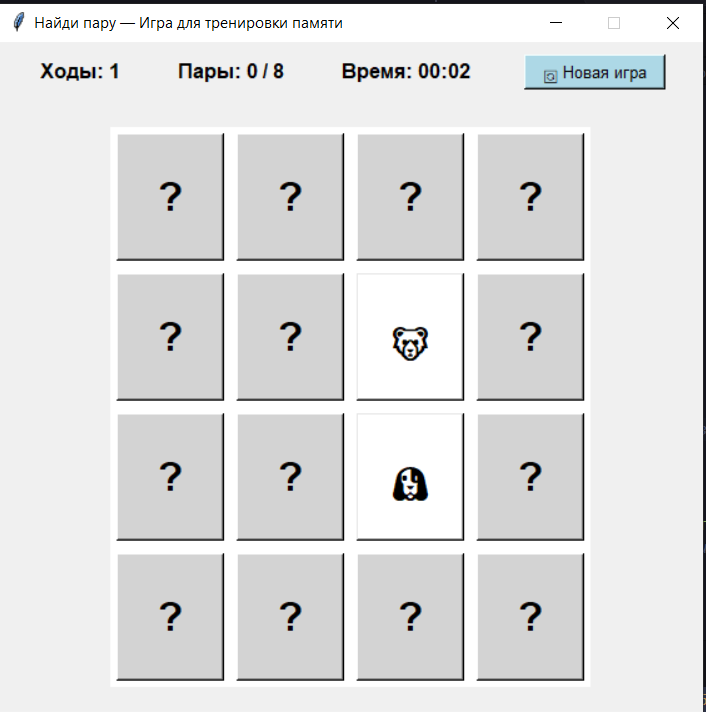 Найди пару — Игра для тренировки памяти
Ходы: 1 Пары: 0 / 8 Время: 00:02 Новая игра
? ? ? ?
? ? ?
? ? ?
? ? ? ?